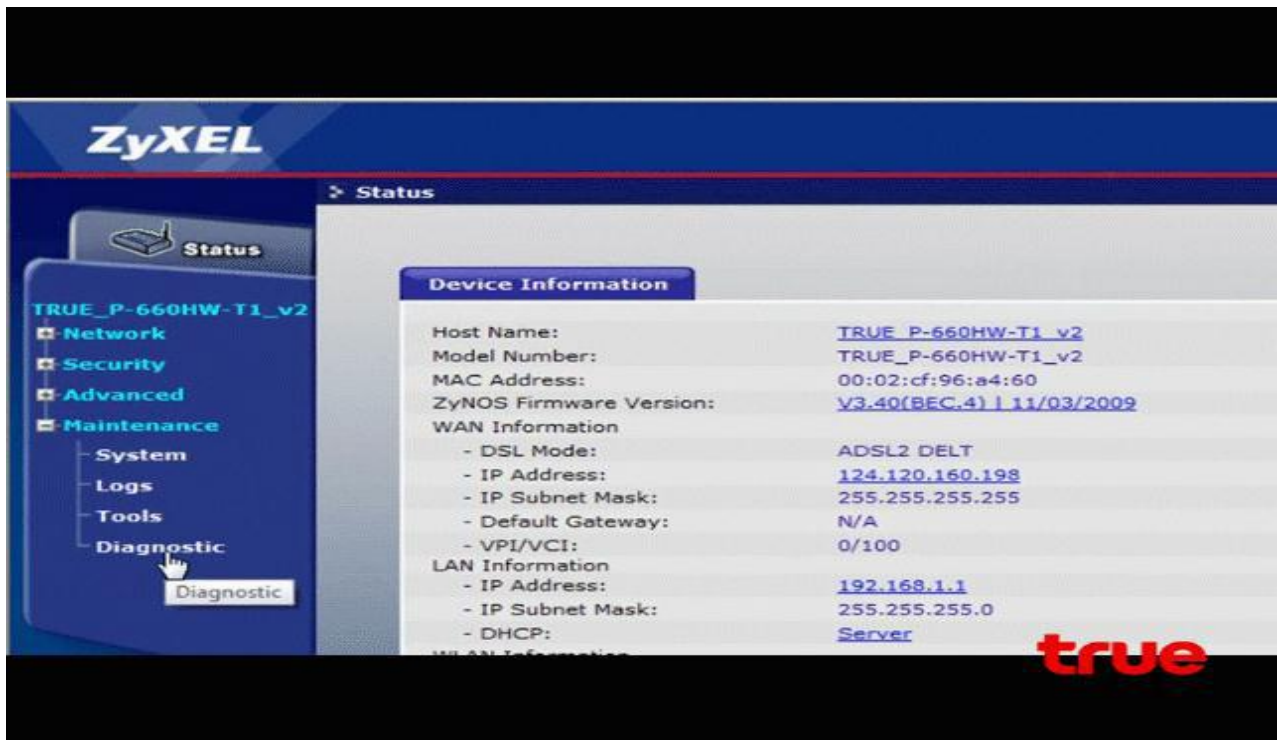 ZyXEL
Status
Status
TRUE_P-660HW-T1_v2
Network
Security
Advanced
Maintenance
System
Logs
Tools
Diagnostic
Diagnostic
Device Information
Host Name: TRUE_P-660HW-T1_v2
Model Number: TRUE_P-660HW-T1_v2
MAC Address: 00:02:cf:96:a4:60
ZyNOS Firmware Version: V3.40(BEC.4) | 11/03/2009
WAN Information
- DSL Mode: ADSL2 DELT
- IP Address: 124.120.160.198
- IP Subnet Mask: 255.255.255.255
- Default Gateway: N/A
- VPI/VCI: 0/100
LAN Information
- IP Address: 192.168.1.1
- IP Subnet Mask: 255.255.255.0
- DHCP: Server
WLAN Information
true